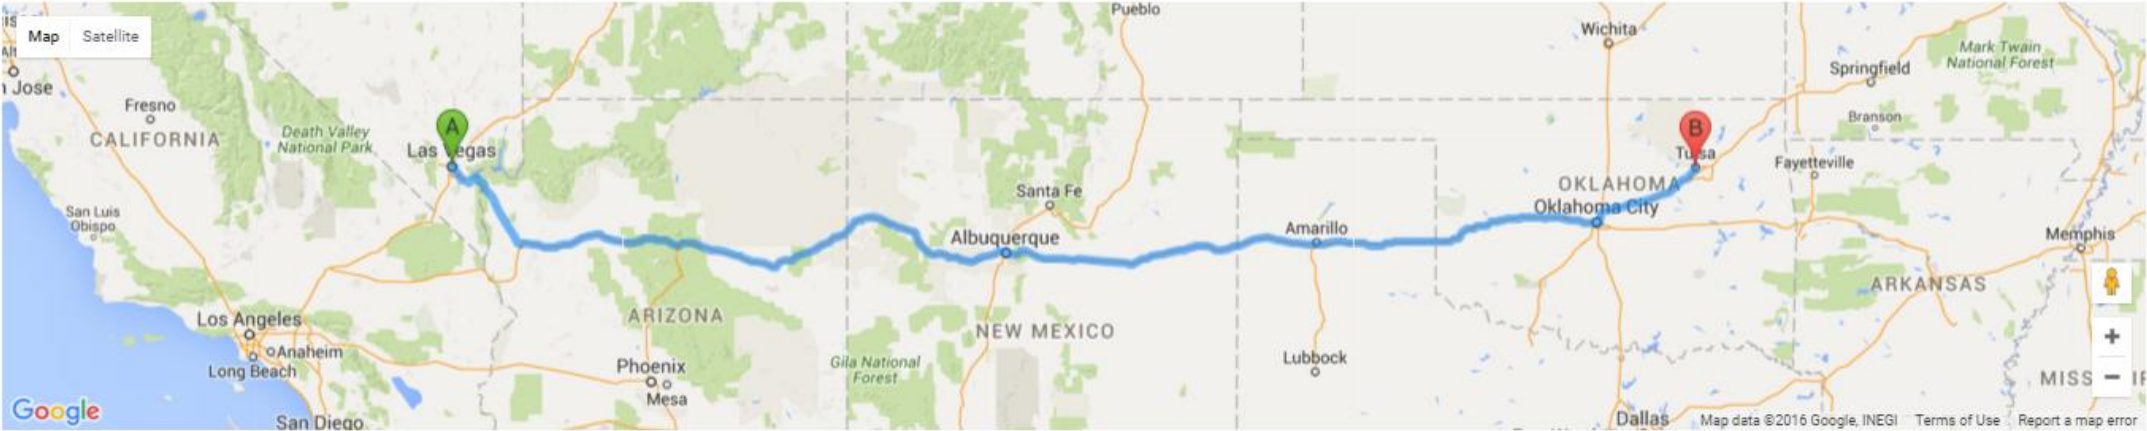 Map
Satellite
Jose
Fresno
CALIFORNIA
Death Valley
National Park
A
Las Vegas
San Luis
Obispo
Los Angeles
Anaheim
Long Beach
San Diego
ARIZONA
Phoenix
Mesa
Pueblo
Santa Fe
Albuquerque
NEW MEXICO
Gila National
Forest
Amarillo
Lubbock
Wichita
B
Tulsa
OKLAHOMA
Oklahoma City
Dallas
Springfield
Mark Twain
National Forest
Branson
Fayetteville
ARKANSAS
Memphis
MISS
+
−
Google
Map data ©2016 Google, INEGI
Terms of Use
Report a map error